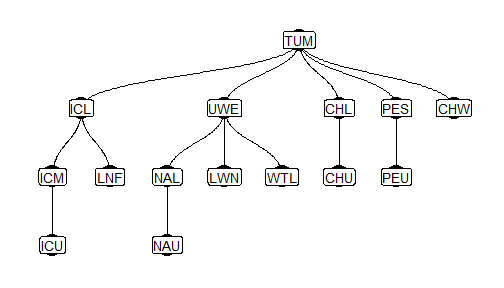 TUM
ICL UWE CHL PES CHW
ICM LNF NAL LWN WTL CHU PEU
ICU NAU